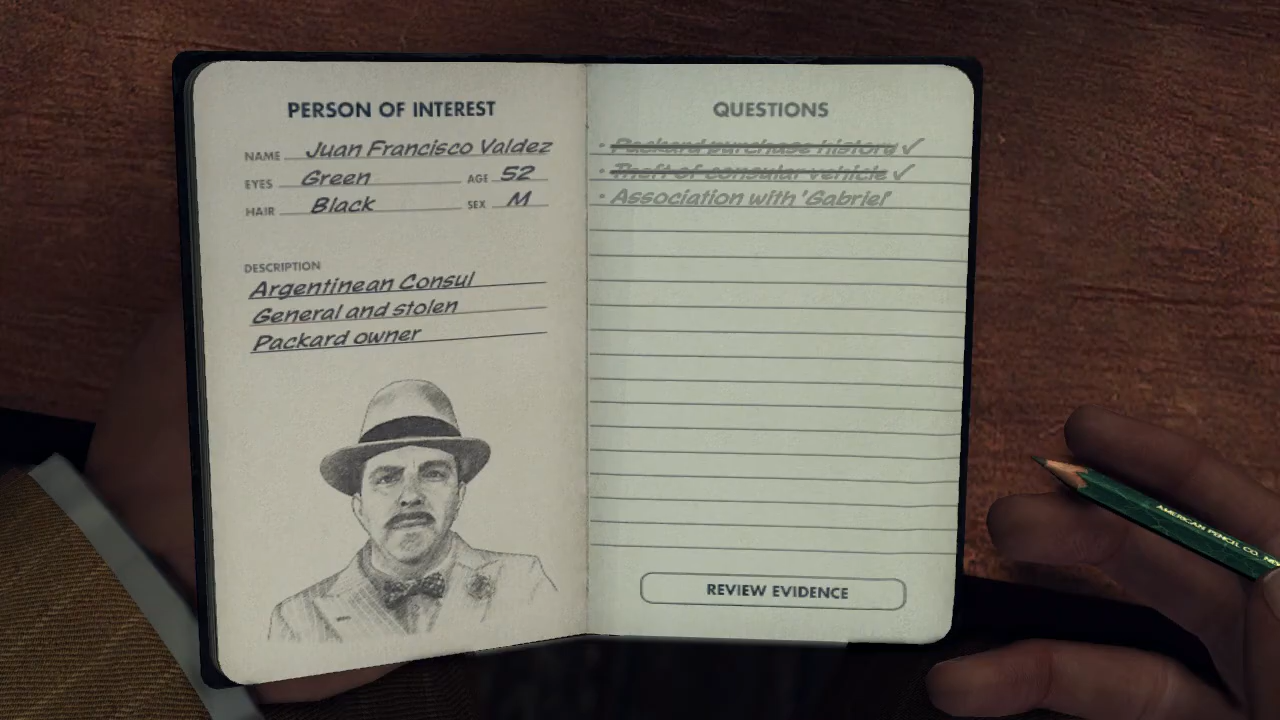 PERSON OF INTEREST
NAME Juan Francisco Valdez
EYES Green AGE 52
HAIR Black SEX M
DESCRIPTION
Argentinean Consul
General and stolen
Packard owner
QUESTIONS
· Packard purchase history ✓
· Theft of consular vehicle ✓
· Association with 'Gabriel'
REVIEW EVIDENCE
AMERICAN PENCIL CO. NEW